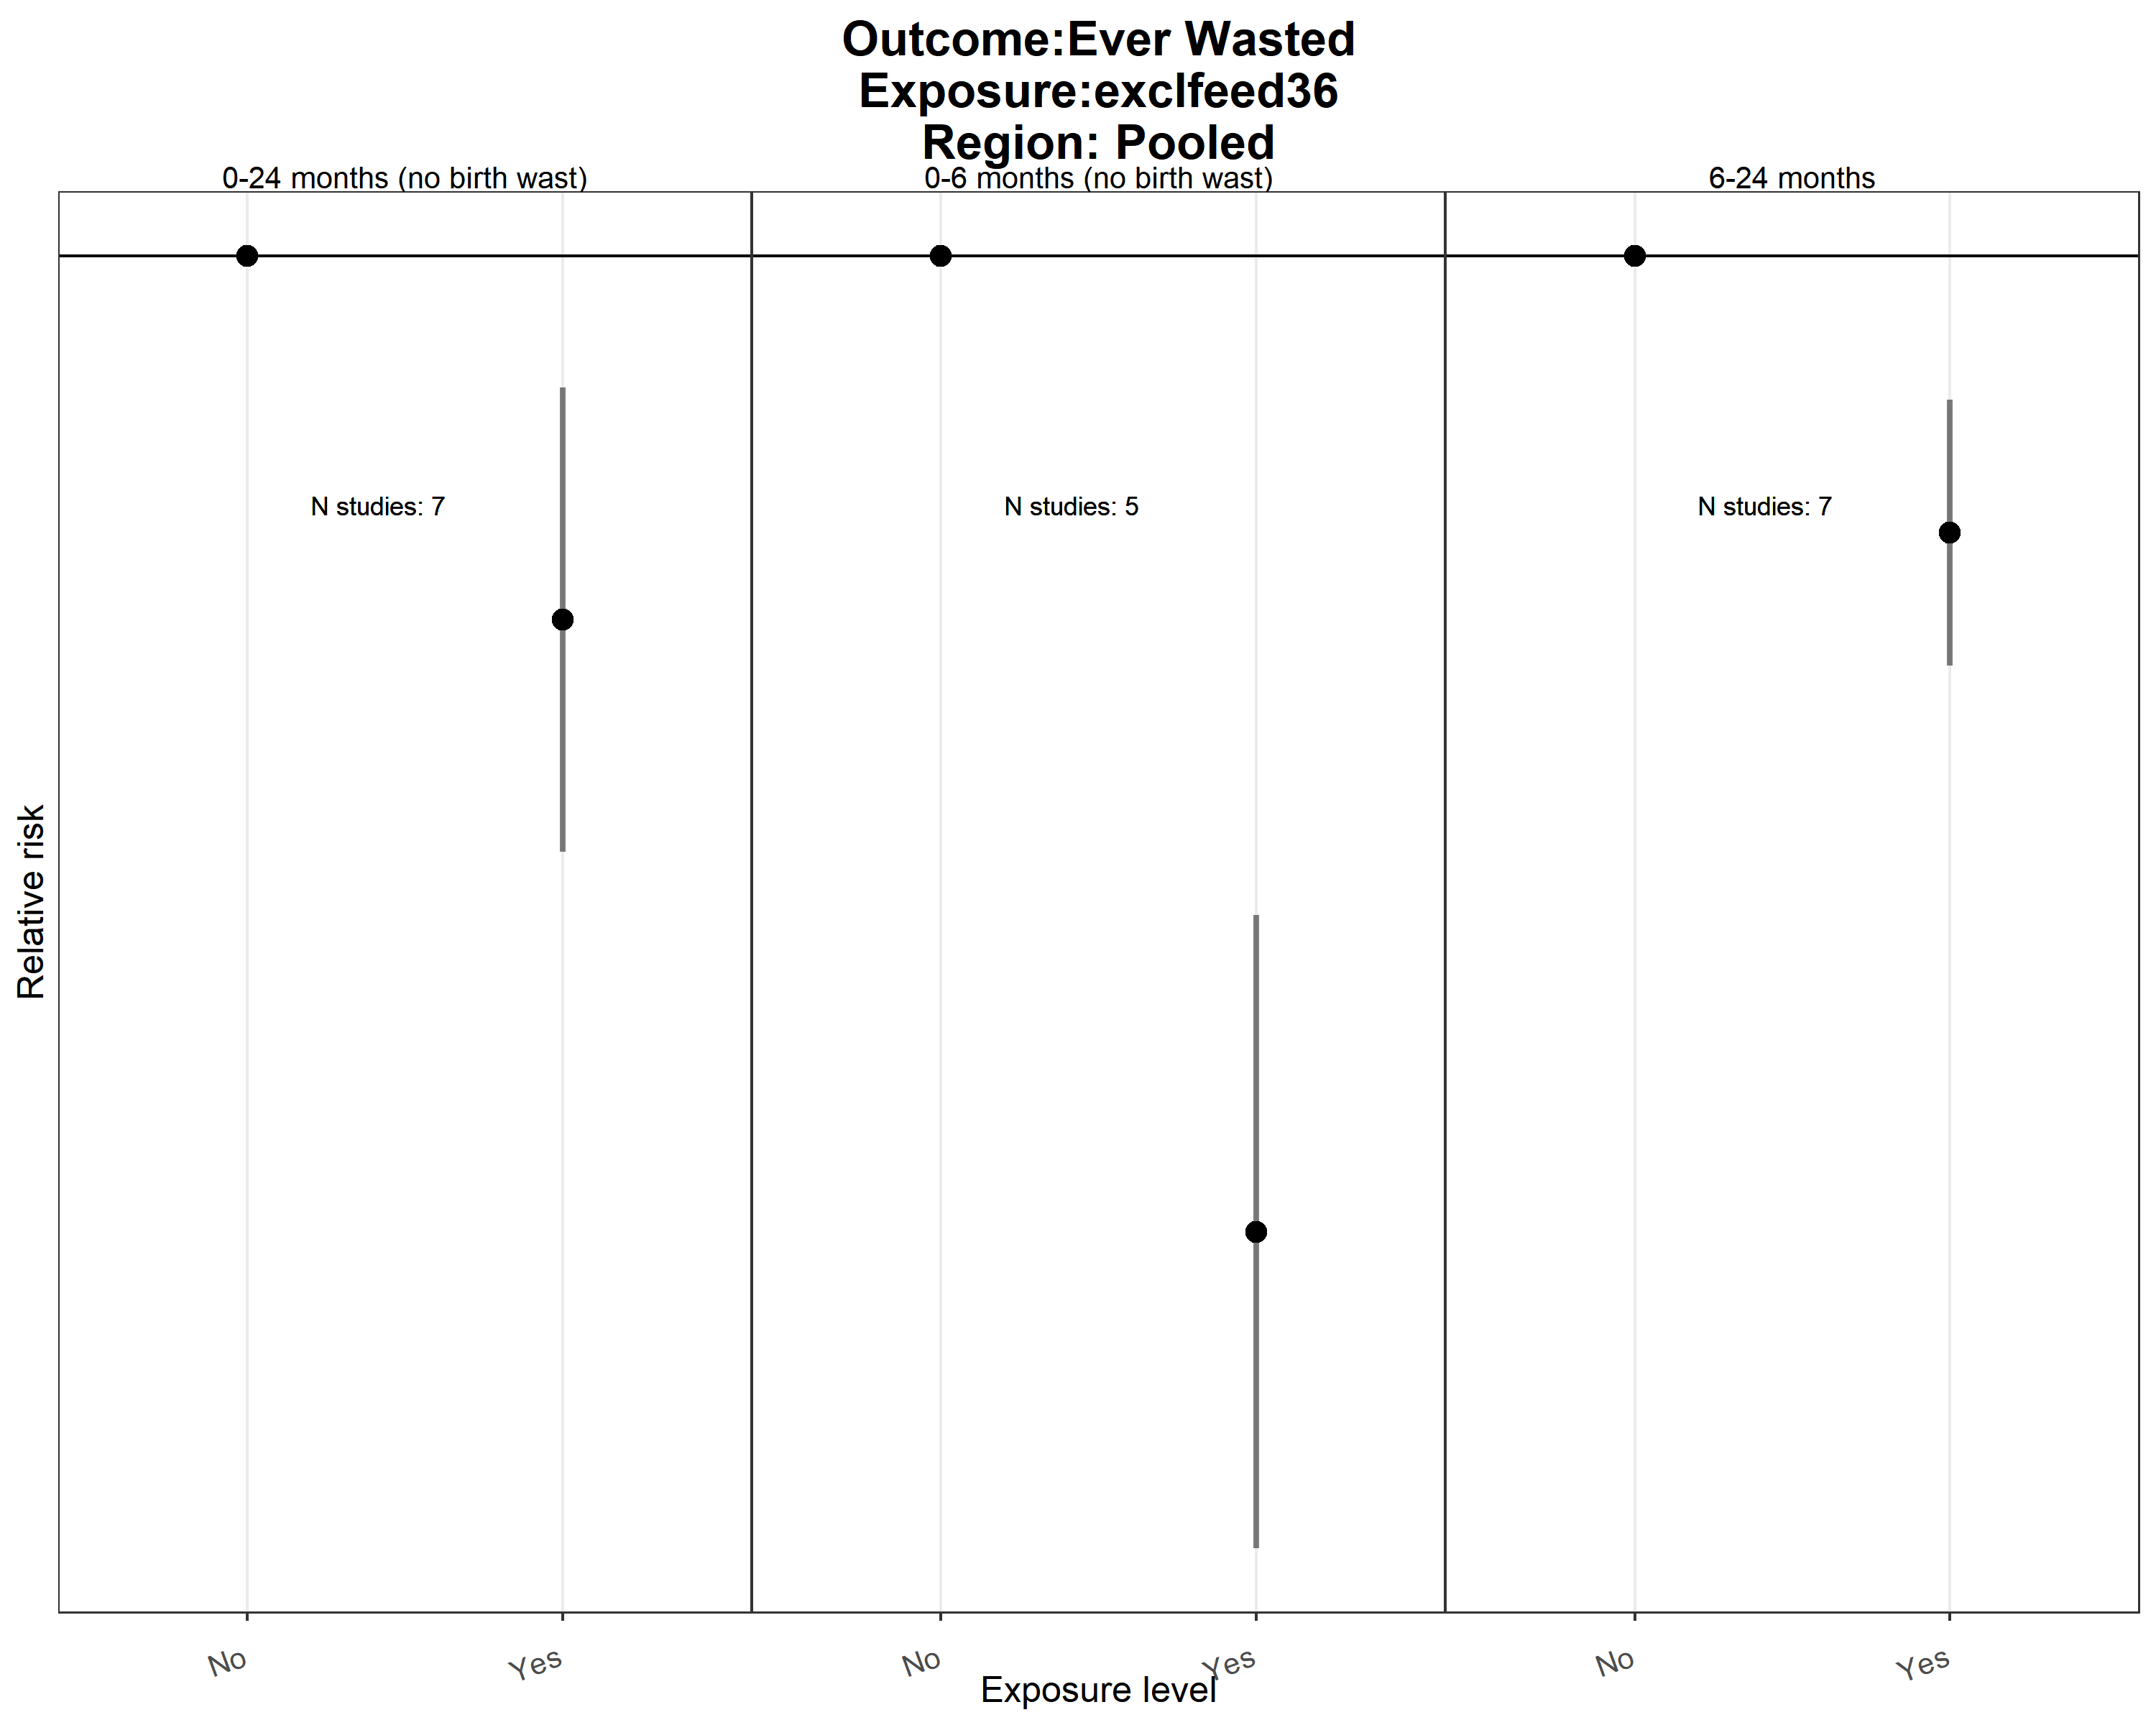 Outcome:Ever Wasted
Exposure:exclfeed36
Region: Pooled
0-24 months (no birth wast)
0-6 months (no birth wast)
6-24 months
N studies: 7
N studies: 5
N studies: 7
Relative risk
No
Yes
No
Yes
No
Yes
Exposure level